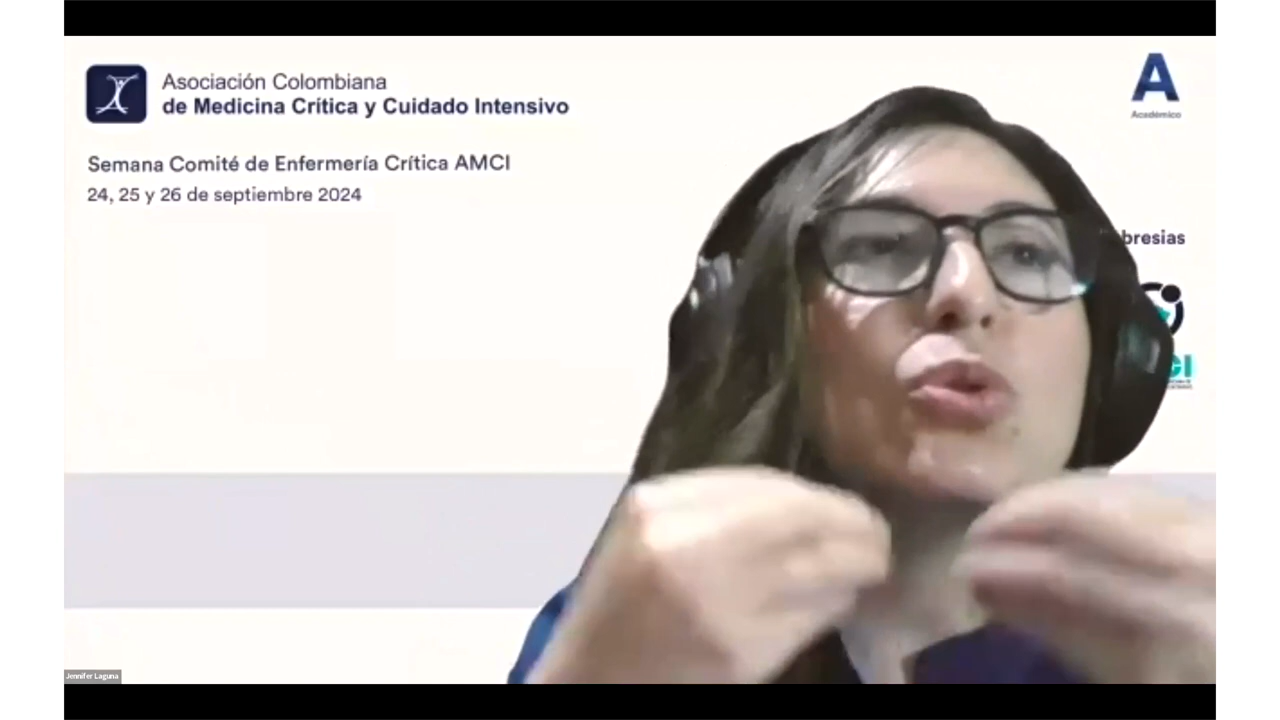 Asociación Colombiana
de Medicina Crítica y Cuidado Intensivo
Semana Comité de Enfermería Crítica AMCI
24, 25 y 26 de septiembre 2024
A
Académico
bresias
CI
Jennifer Laguna